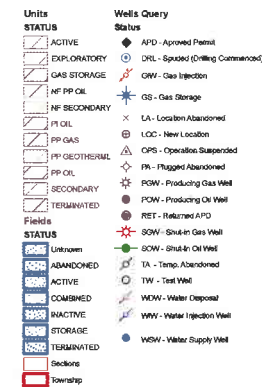 Units
STATUS
ACTIVE
EXPLORATORY
GAS STORAGE
NF PP OIL
NF SECONDARY
PI OIL
PP GAS
PP GEOTHERML
PP OIL
SECONDARY
TERMINATED
Fields
STATUS
Unknown
ABANDONED
ACTIVE
COMBINED
INACTIVE
STORAGE
TERMINATED
Sections
Township
Wells Query
Status
APD - Aproved Permit
DRL - Spuded (Drilling Commenced)
GIW - Gas Injection
GS - Gas Storage
LA - Location Abandoned
LOC - New Location
OPS - Operation Suspended
PA - Plugged Abandoned
PGW - Producing Gas Well
POW - Producing Oil Well
RET - Returned APD
SGW - Shut-in Gas Well
SOW - Shut-in Oil Well
TA - Temp. Abandoned
TW - Test Well
WDW - Water Disposal
WIW - Water Injection Well
WSW - Water Supply Well